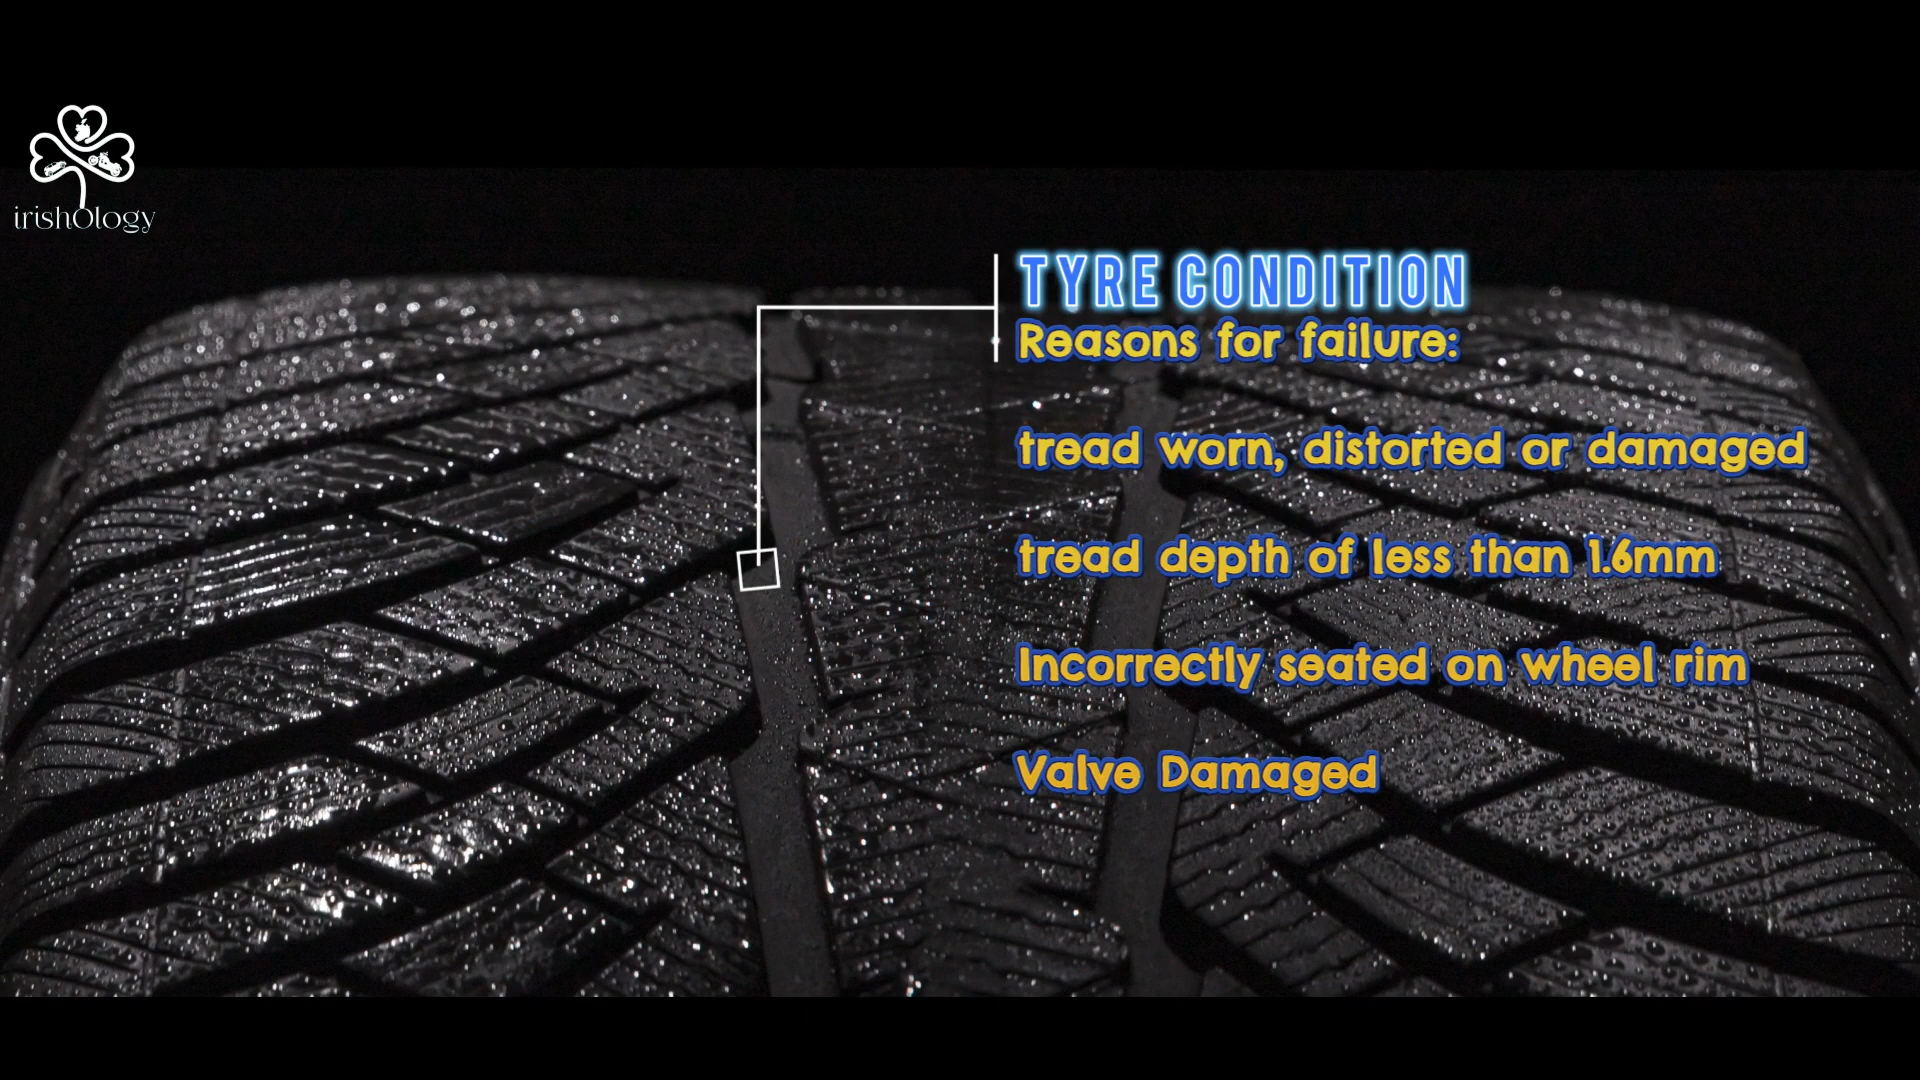 irishOlogy
TYRE CONDITION
Reasons for failure:
tread worn, distorted or damaged
tread depth of less than 1.6mm
Incorrectly seated on wheel rim
Valve Damaged